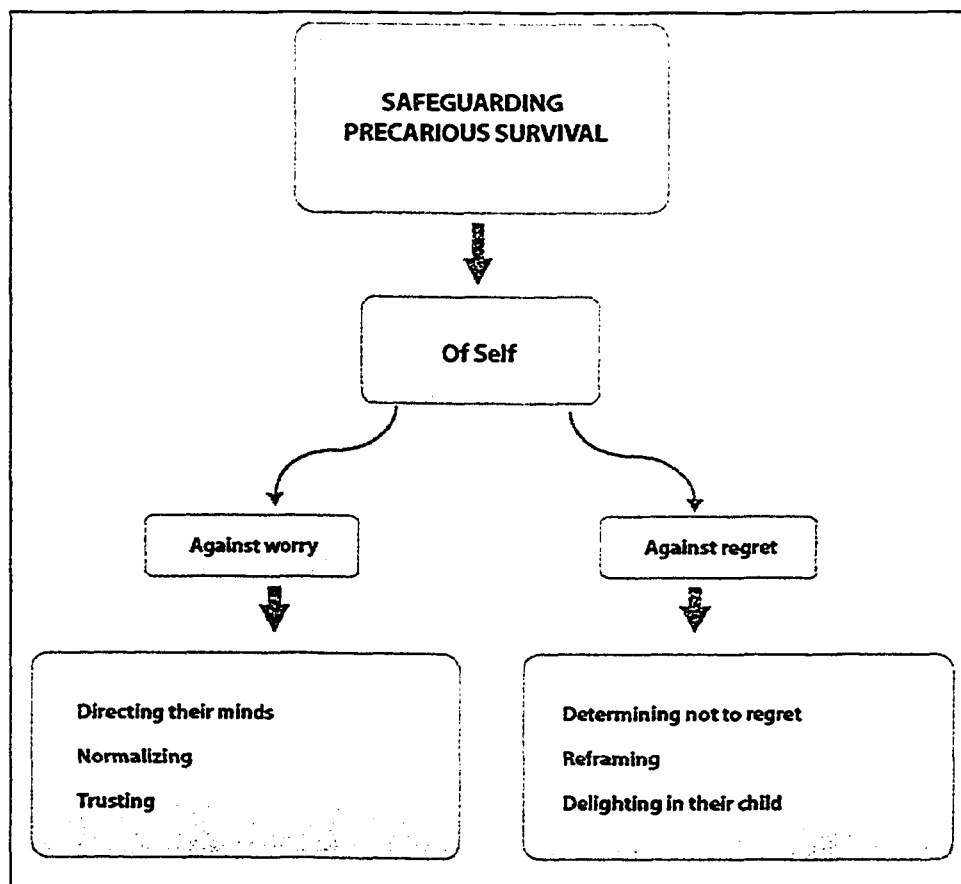 SAFEGUARDING
PRECARIOUS SURVIVAL
Of Self
Against worry
Against regret
Directing their minds
Normalizing
Trusting
Determining not to regret
Reframing
Delighting in their child